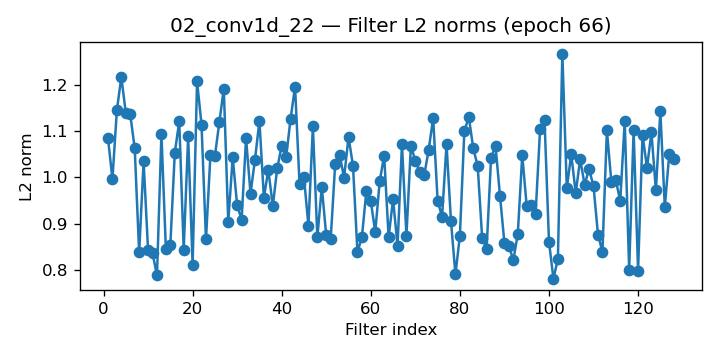 02_conv1d_22 — Filter L2 norms (epoch 66)
L2 norm
1.2
1.1
1.0
0.9
0.8
0 20 40 60 80 100 120
Filter index